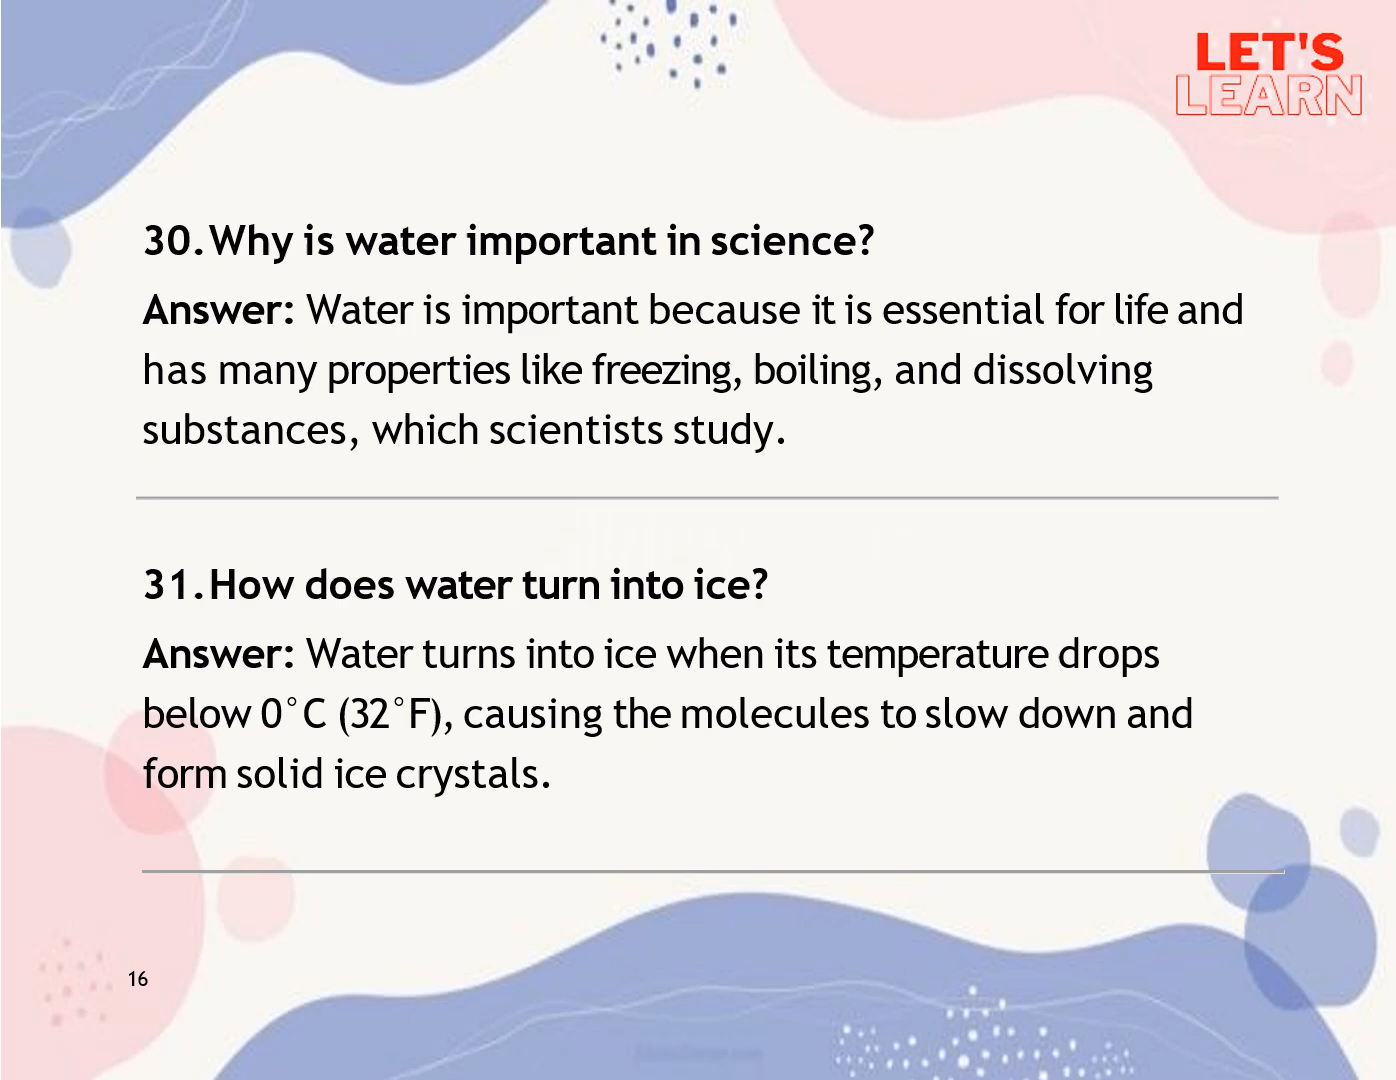 LET'S
LEARN
30. Why is water important in science?
Answer: Water is important because it is essential for life and
has many properties like freezing, boiling, and dissolving
substances, which scientists study.
31. How does water turn into ice?
Answer: Water turns into ice when its temperature drops
below 0°C (32°F), causing the molecules to slow down and
form solid ice crystals.
16